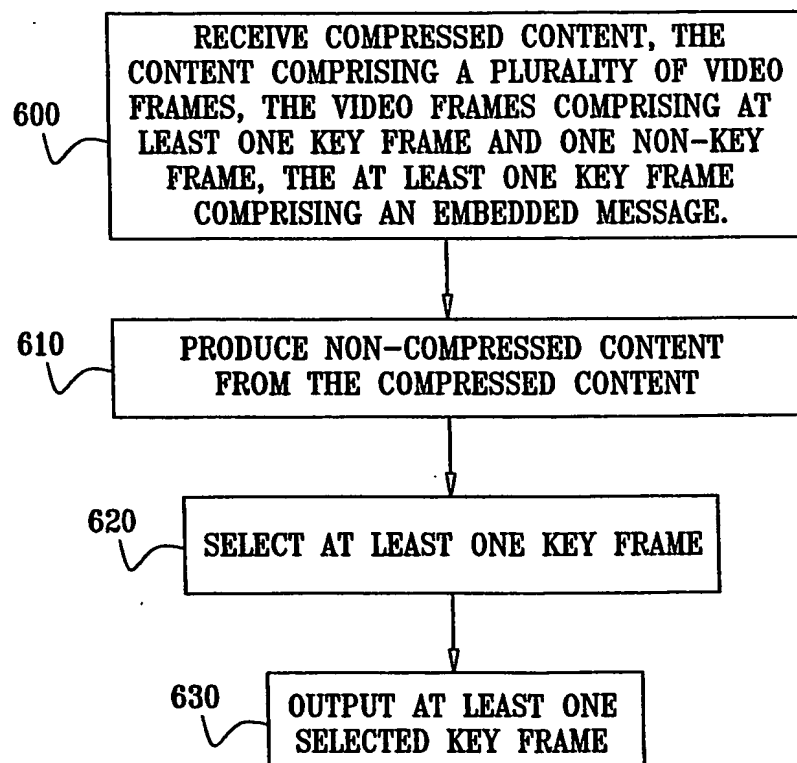 RECEIVE COMPRESSED CONTENT, THE
CONTENT COMPRISING A PLURALITY OF VIDEO
FRAMES, THE VIDEO FRAMES COMPRISING AT
LEAST ONE KEY FRAME AND ONE NON-KEY
FRAME, THE AT LEAST ONE KEY FRAME
COMPRISING AN EMBEDDED MESSAGE.
600
610
PRODUCE NON-COMPRESSED CONTENT
FROM THE COMPRESSED CONTENT
620
SELECT AT LEAST ONE KEY FRAME
630
OUTPUT AT LEAST ONE
SELECTED KEY FRAME